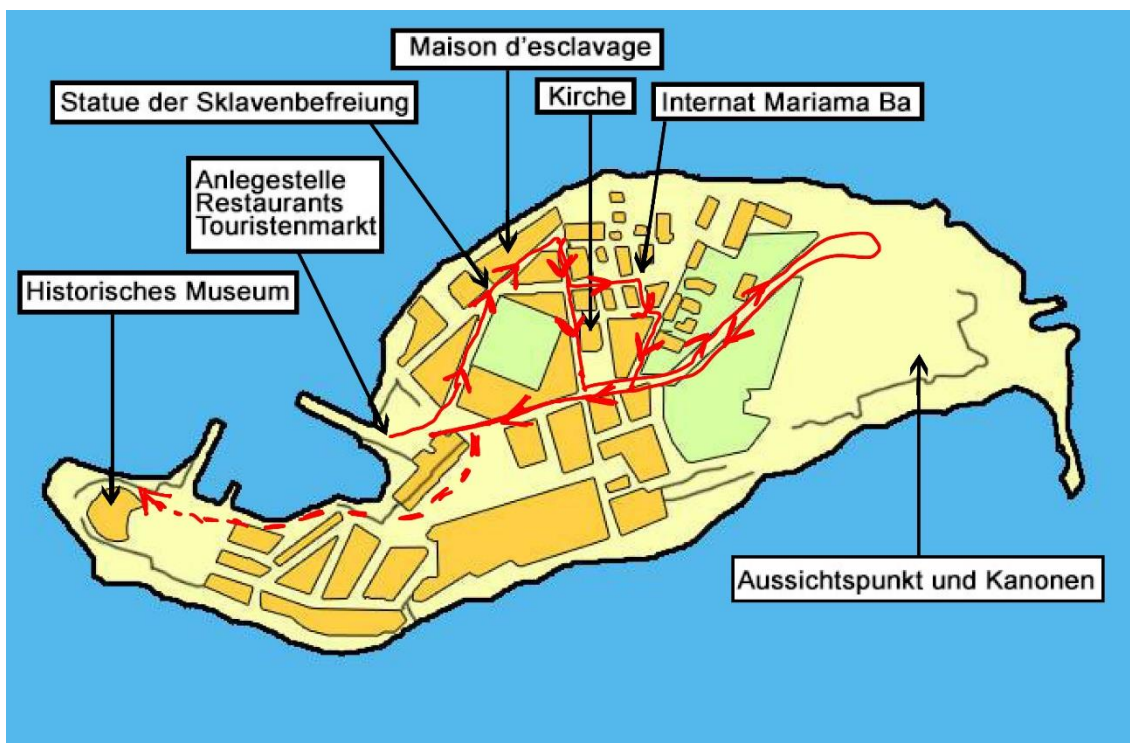 Maison d'esclavage
Statue der Sklavenbefreiung
Kirche
Internat Mariama Ba
Anlegestelle
Restaurants
Touristenmarkt
Historisches Museum
Aussichtspunkt und Kanonen